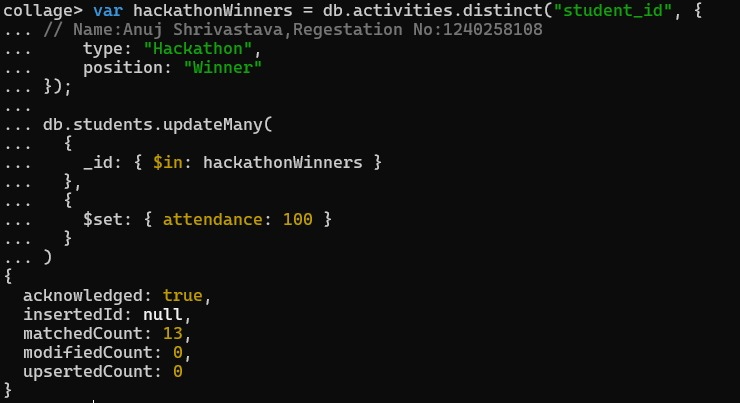 collage> var hackathonWinners = db.activities.distinct("student_id", {
... // Name:Anuj Shrivastava,Regestation No:1240258108
...     type: "Hackathon",
...     position: "Winner"
... });
...
... db.students.updateMany(
...   {
...     _id: { $in: hackathonWinners }
...   },
...   {
...     $set: { attendance: 100 }
...   }
... )
{
  acknowledged: true,
  insertedId: null,
  matchedCount: 13,
  modifiedCount: 0,
  upsertedCount: 0
}